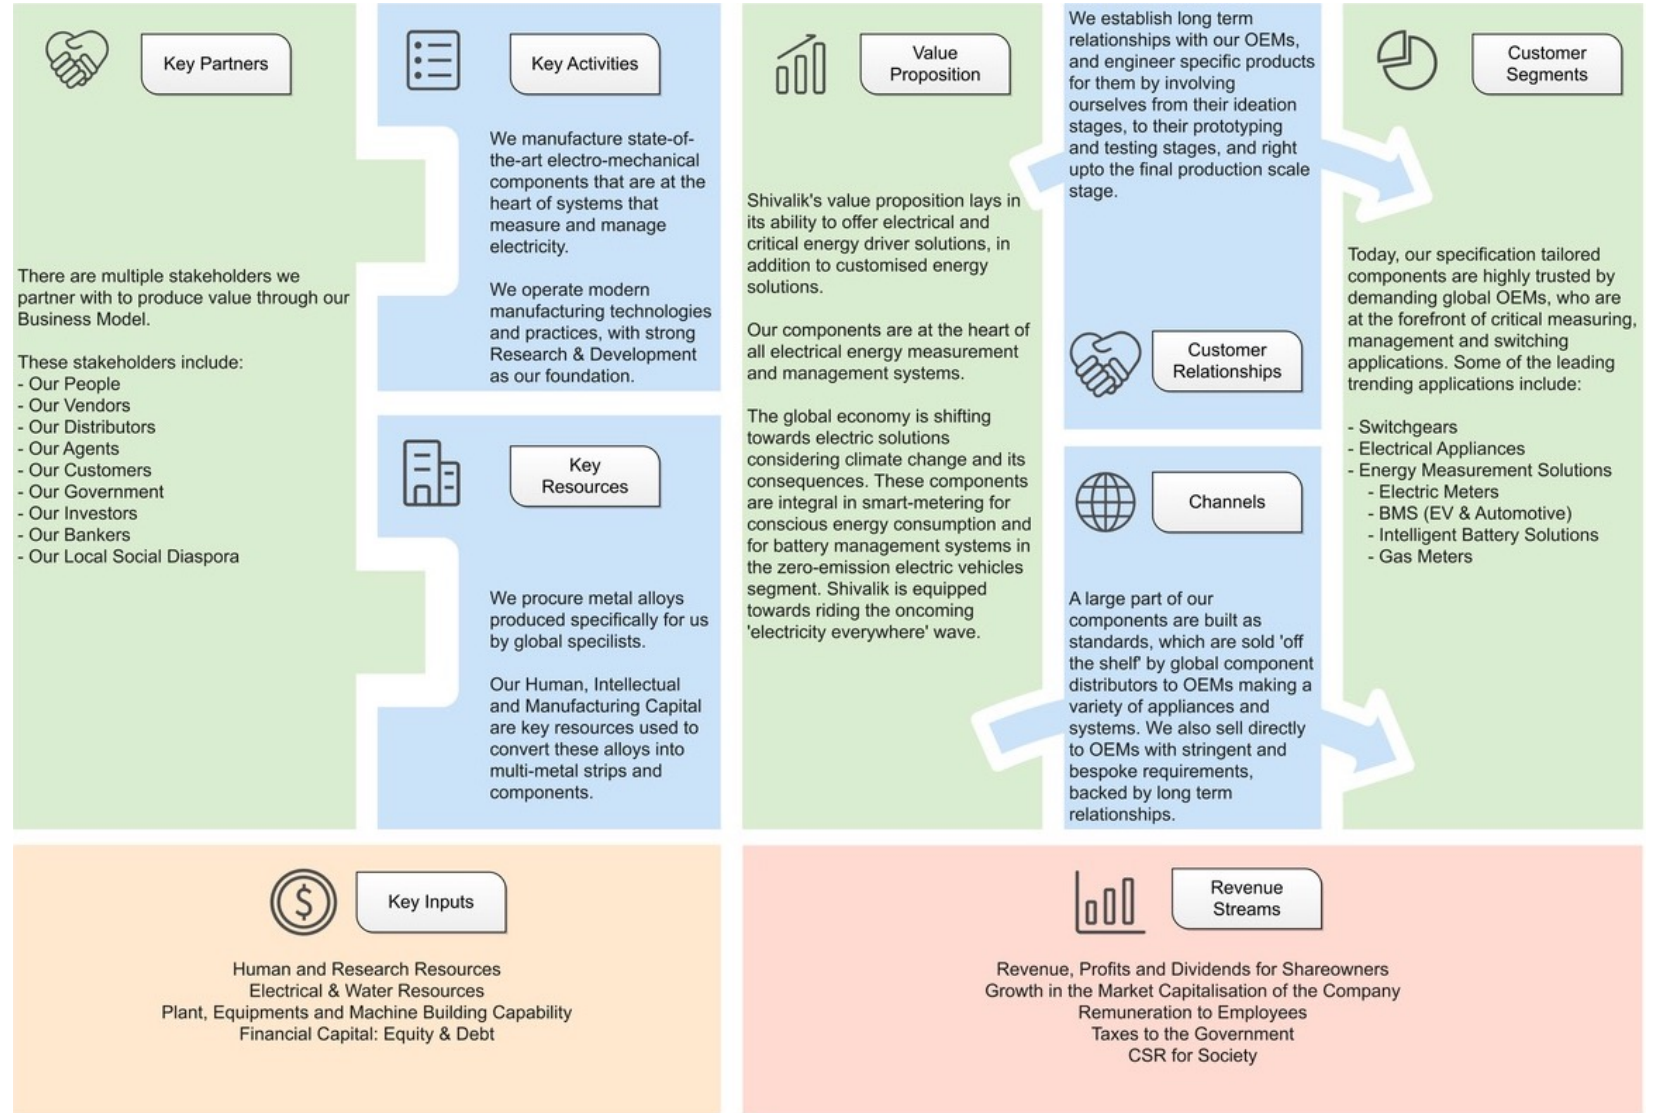 Key Partners
There are multiple stakeholders we
partner with to produce value through our
Business Model.
These stakeholders include:
- Our People
- Our Vendors
- Our Distributors
- Our Agents
- Our Customers
- Our Government
- Our Investors
- Our Bankers
- Our Local Social Diaspora
Key Activities
We manufacture state-of-
the-art electro-mechanical
components that are at the
heart of systems that
measure and manage
electricity.
We operate modern
manufacturing technologies
and practices, with strong
Research & Development
as our foundation.
Key
Resources
We procure metal alloys
produced specifically for us
by global specilists.
Our Human, Intellectual
and Manufacturing Capital
are key resources used to
convert these alloys into
multi-metal strips and
components.
Value
Proposition
Shivalik's value proposition lays in
its ability to offer electrical and
critical energy driver solutions, in
addition to customised energy
solutions.
Our components are at the heart of
all electrical energy measurement
and management systems.
The global economy is shifting
towards electric solutions
considering climate change and its
consequences. These components
are integral in smart-metering for
conscious energy consumption and
for battery management systems in
the zero-emission electric vehicles
segment. Shivalik is equipped
towards riding the oncoming
'electricity everywhere' wave.
We establish long term
relationships with our OEMs,
and engineer specific products
for them by involving
ourselves from their ideation
stages, to their prototyping
and testing stages, and right
upto the final production scale
stage.
Customer
Relationships
Channels
A large part of our
components are built as
standards, which are sold 'off
the shelf' by global component
distributors to OEMs making a
variety of appliances and
systems. We also sell directly
to OEMs with stringent and
bespoke requirements,
backed by long term
relationships.
Customer
Segments
Today, our specification tailored
components are highly trusted by
demanding global OEMs, who are
at the forefront of critical measuring,
management and switching
applications. Some of the leading
trending applications include:
- Switchgears
- Electrical Appliances
- Energy Measurement Solutions
- Electric Meters
- BMS (EV & Automotive)
- Intelligent Battery Solutions
- Gas Meters
Key Inputs
Human and Research Resources
Electrical & Water Resources
Plant, Equipments and Machine Building Capability
Financial Capital: Equity & Debt
Revenue
Streams
Revenue, Profits and Dividends for Shareowners
Growth in the Market Capitalisation of the Company
Remuneration to Employees
Taxes to the Government
CSR for Society